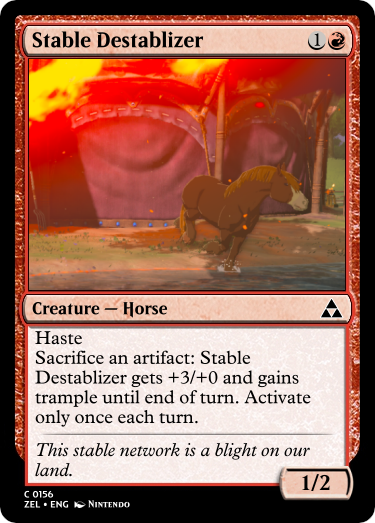 Stable Destablizer 1
Creature — Horse
Haste
Sacrifice an artifact: Stable
Destablizer gets +3/+0 and gains
trample until end of turn. Activate
only once each turn.
This stable network is a blight on our
land.
1/2
C 0156
ZEL • ENG Nintendo